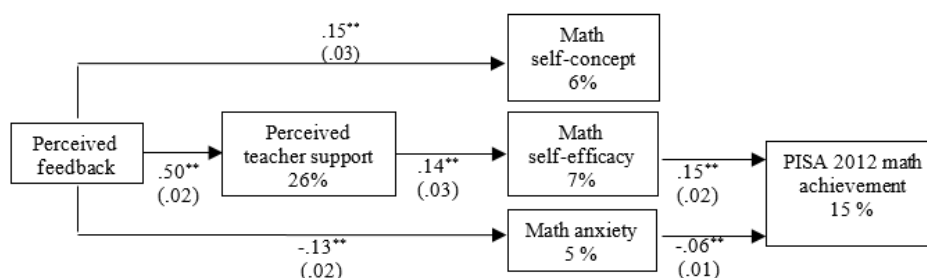 .15**
(.03)
Math
self-concept
6%
Perceived
feedback
.50**
(.02)
Perceived
teacher support
26%
.14**
(.03)
Math
self-efficacy
7%
.15**
(.02)
PISA 2012 math
achievement
15 %
-.13**
(.02)
Math anxiety
5 %
-.06**
(.01)